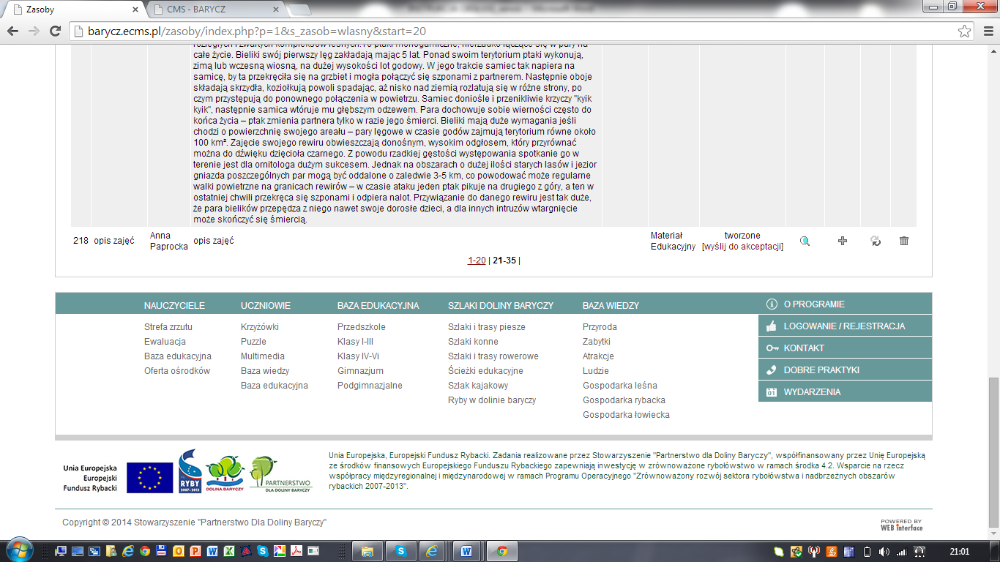 Zasoby
CMS - BARYCZ
barycz.ecms.pl/zasoby/index.php?p=1&s_zasob=wlasny&start=20
rozległych i zwartych kompleksów leśnych.To ptaki monogamiczne, nierzadko łączące się w pary na
całe życie. Bieliki swój pierwszy lęg zakładają mając 5 lat. Ponad swoim terytorium ptaki wykonują,
zimą lub wczesną wiosną, na dużej wysokości lot godowy. W jego trakcie samiec tak napiera na
samicę, by ta przekręciła się na grzbiet i mogła połączyć się szponami z partnerem. Następnie oboje
składają skrzydła, koziołkują powoli spadając, aż nisko nad ziemią rozlatują się w różne strony, po
czym przystępują do ponownego połączenia w powietrzu. Samiec doniośle i przenikliwie krzyczy "kyik
kyik", następnie samica wtóruje mu głębszym odzewem. Para dochowuje sobie wierności często do
końca życia – ptak zmienia partnera tylko w razie jego śmierci. Bieliki mają duże wymagania jeśli
chodzi o powierzchnię swojego areału – pary lęgowe w czasie godów zajmują terytorium równe około
100 km². Zajęcie swojego rewiru obwieszczają donośnym, wysokim odgłosem, który przyrównać
można do dźwięku dzięcioła czarnego. Z powodu rzadkiej gęstości występowania spotkanie go w
terenie jest dla ornitologa dużym sukcesem. Jednak na obszarach o dużej ilości starych lasów i jezior
gniazda poszczególnych par mogą być oddalone o zaledwie 3-5 km, co powodować może regularne
walki powietrzne na granicach rewirów – w czasie ataku jeden ptak pikuje na drugiego z góry, a ten w
ostatniej chwili przekręca się szponami i odpiera nalot. Przywiązanie do danego rewiru jest tak duże,
że para bielików przepędza z niego nawet swoje dorosłe dzieci, a dla innych intruzów wtargnięcie
może skończyć się śmiercią.
218 opis zajęć Anna Paprocka opis zajęć Materiał Edukacyjny tworzone [wyślij do akceptacji]
1-20 | 21-35 |
NAUCZYCIELE
Strefa zrzutu
Ewaluacja
Baza edukacyjna
Oferta ośrodków
UCZNIOWIE
Krzyżówki
Puzzle
Multimedia
Baza wiedzy
Baza edukacyjna
BAZA EDUKACYJNA
Przedszkole
Klasy I-III
Klasy IV-Vi
Gimnazjum
Podgimnazjalne
SZLAKI DOLINY BARYCZY
Szlaki i trasy piesze
Szlaki konne
Szlaki i trasy rowerowe
Ścieżki edukacyjne
Szlak kajakowy
Ryby w dolinie baryczy
BAZA WIEDZY
Przyroda
Zabytki
Atrakcje
Ludzie
Gospodarka leśna
Gospodarka rybacka
Gospodarka łowiecka
O PROGRAMIE
LOGOWANIE / REJESTRACJA
KONTAKT
DOBRE PRAKTYKI
WYDARZENIA
Unia Europejska
Europejski
Fundusz Rybacki
RYBY
2007-2013
DOLINA BARYCZY
PARTNERSTWO
DLA DOLINY BARYCZY
Unia Europejska, Europejski Fundusz Rybacki. Zadania realizowane przez Stowarzyszenie "Partnerstwo dla Doliny Baryczy", współfinansowany przez Unię Europejską
ze środków finansowych Europejskiego Funduszu Rybackiego zapewniają inwestycję w zrównoważone rybołówstwo w ramach środka 4.2. Wsparcie na rzecz
współpracy międzyregionalnej i międzynarodowej w ramach Programu Operacyjnego "Zrównoważony rozwój sektora rybołówstwa i nadbrzeżnych obszarów
rybackich 2007-2013".
Copyright © 2014 Stowarzyszenie "Partnerstwo Dla Doliny Baryczy"
POWERED BY
WEB interface
21:01